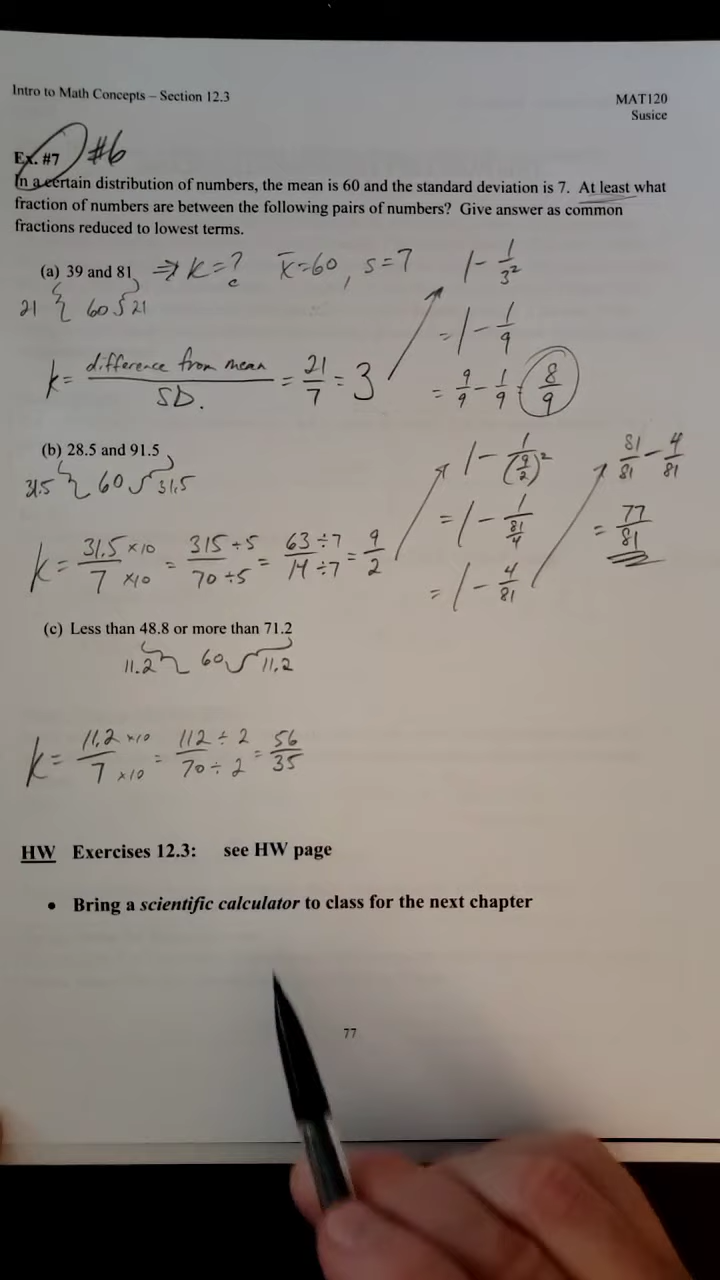 Intro to Math Concepts – Section 12.3
MAT120
Susice
Ex. #7 #6
In a certain distribution of numbers, the mean is 60 and the standard deviation is 7. At least what
fraction of numbers are between the following pairs of numbers? Give answer as common
fractions reduced to lowest terms.
(a) 39 and 81 ⇒ K=? x̄=60, s=7
21 60 21
K = difference from mean / SD. = 21/7 = 3
1 - 1/3²
= 1 - 1/9
= 9/9 - 1/9 = 8/9
(b) 28.5 and 91.5
31.5 60 31.5
K = 31.5 ×10 / 7 ×10 = 315 ÷5 / 70 ÷5 = 63 ÷7 / 14 ÷7 = 9/2
1 - 1/(9/2)²
= 1 - 1/(81/4)
= 1 - 4/81
81/81 - 4/81
= 77/81
(c) Less than 48.8 or more than 71.2
11.2 60 11.2
K = 11.2 ×10 / 7 ×10 = 112 ÷ 2 / 70 ÷ 2 = 56/35
HW Exercises 12.3: see HW page
• Bring a scientific calculator to class for the next chapter
77